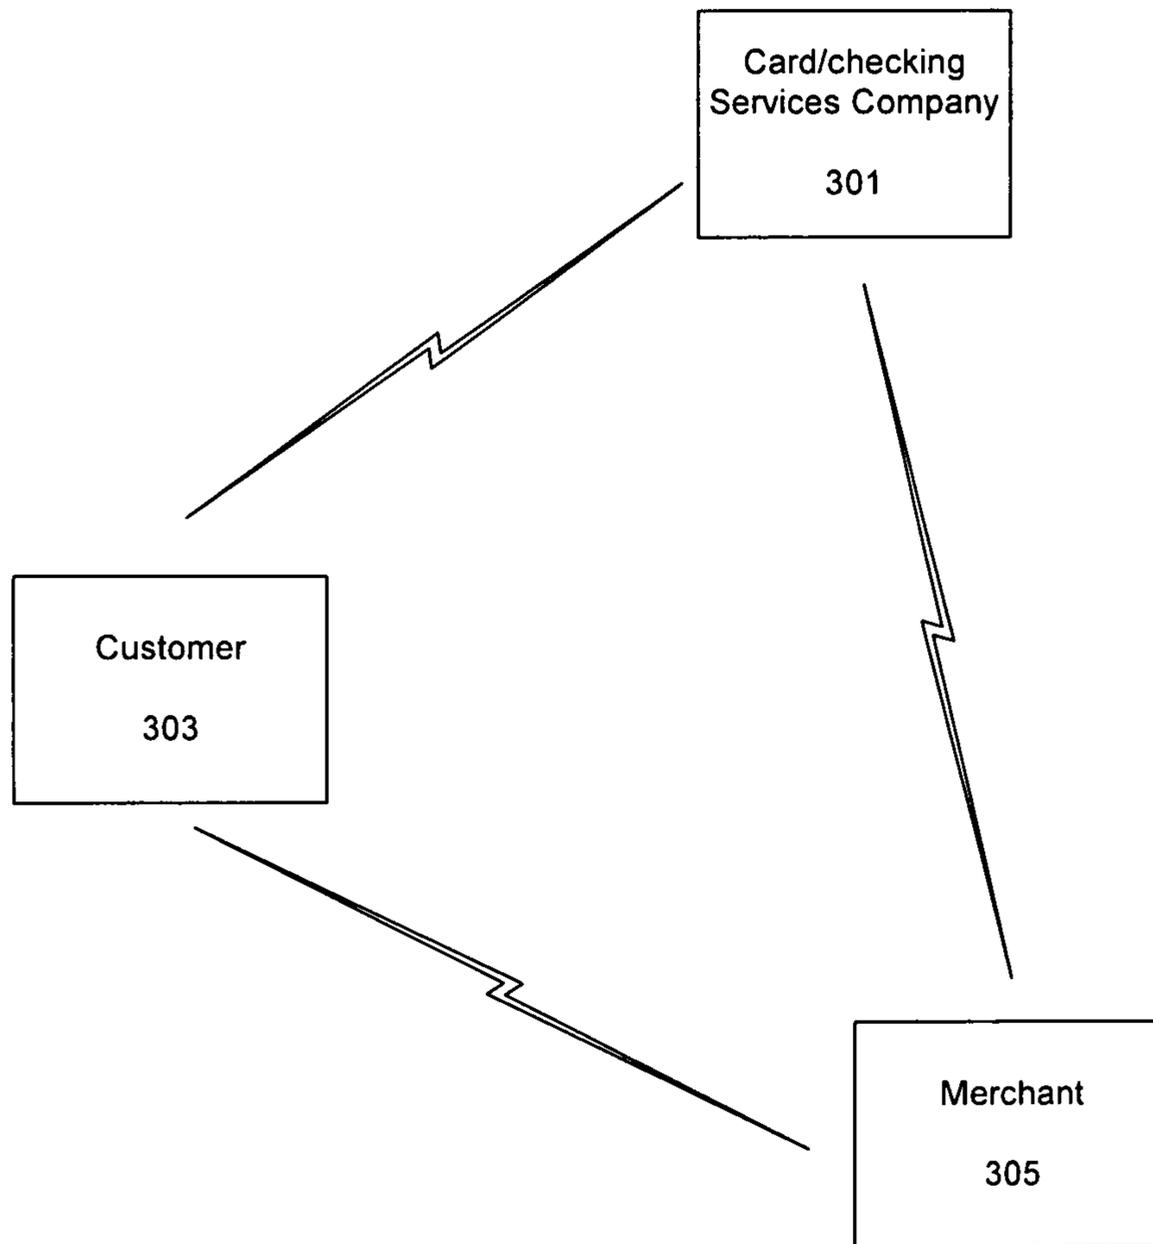 Card/checking
Services Company
301
Customer
303
Merchant
305